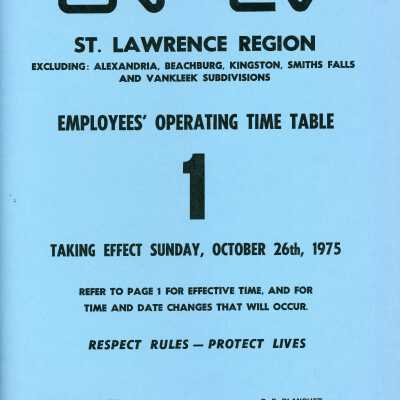 ST. LAWRENCE REGION
EXCLUDING: ALEXANDRIA, BEACHBURG, KINGSTON, SMITHS FALLS
AND VANKLEEK SUBDIVISIONS
EMPLOYEES' OPERATING TIME TABLE
1
TAKING EFFECT SUNDAY, OCTOBER 26th, 1975
REFER TO PAGE 1 FOR EFFECTIVE TIME, AND FOR
TIME AND DATE CHANGES THAT WILL OCCUR.
RESPECT RULES — PROTECT LIVES